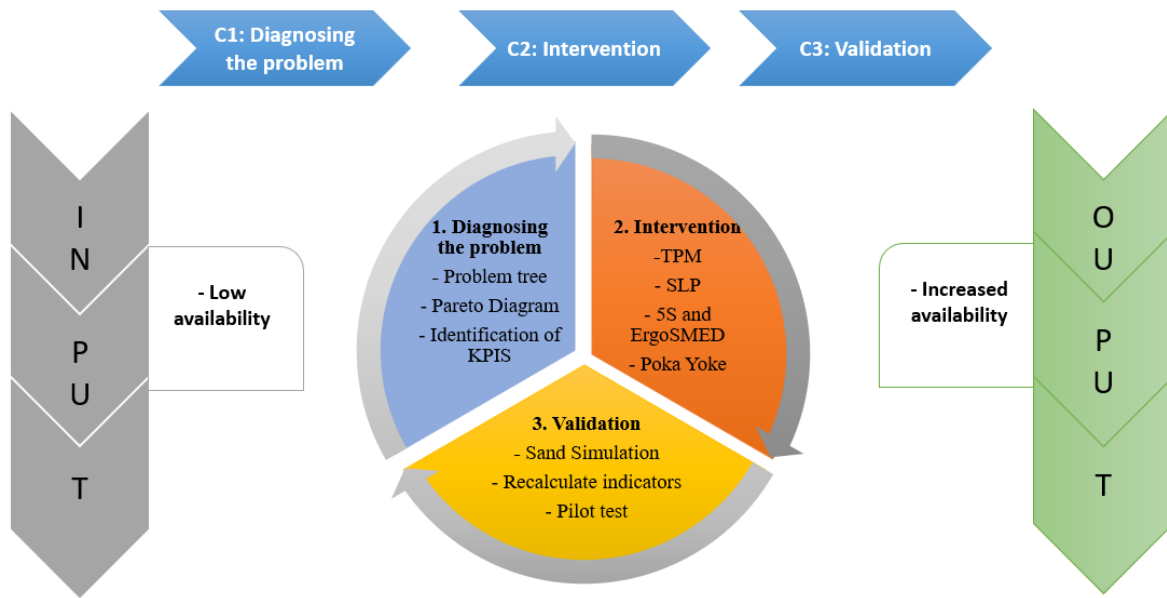 C1: Diagnosing
the problem
C2: Intervention
C3: Validation
I
N
P
U
T
- Low
availability
1. Diagnosing
the problem
- Problem tree
- Pareto Diagram
- Identification of
KPIS
2. Intervention
-TPM
- SLP
- 5S and
ErgoSMED
- Poka Yoke
3. Validation
- Sand Simulation
- Recalculate indicators
- Pilot test
- Increased
availability
O
U
P
U
T